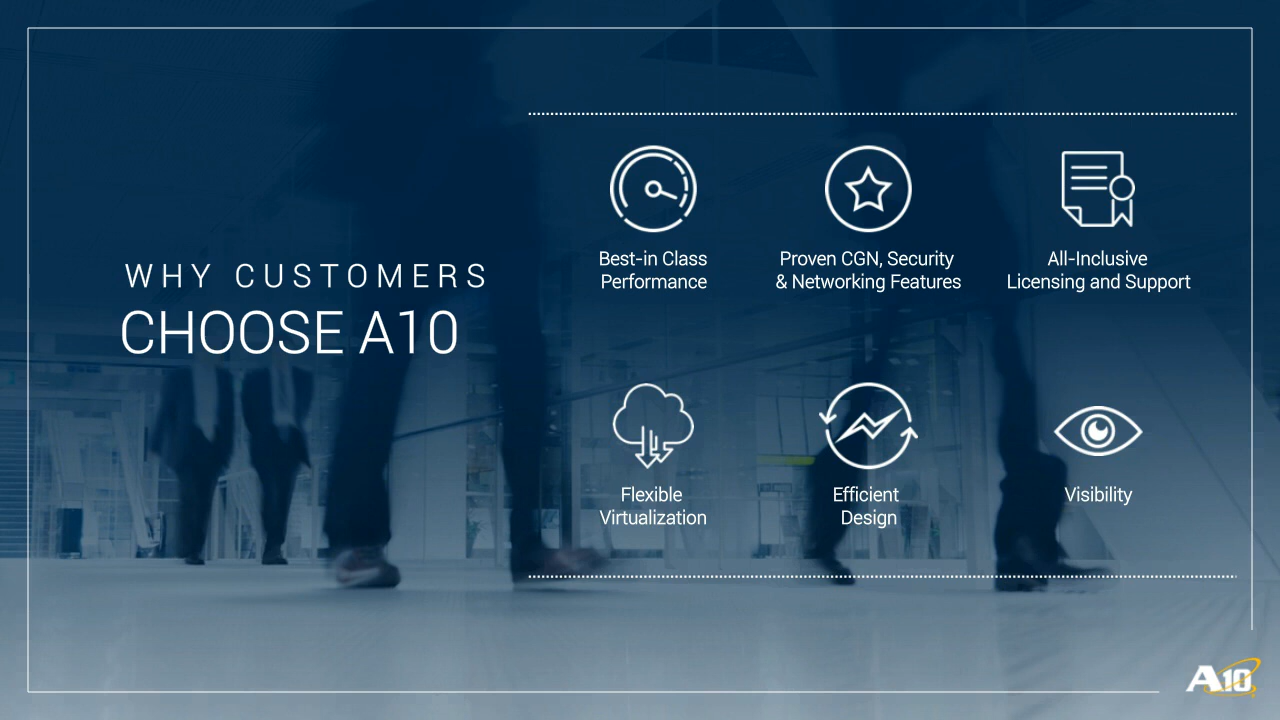 WHY CUSTOMERS
CHOOSE A10
Best-in Class
Performance
Proven CGN, Security
& Networking Features
All-Inclusive
Licensing and Support
Flexible
Virtualization
Efficient
Design
Visibility
A10